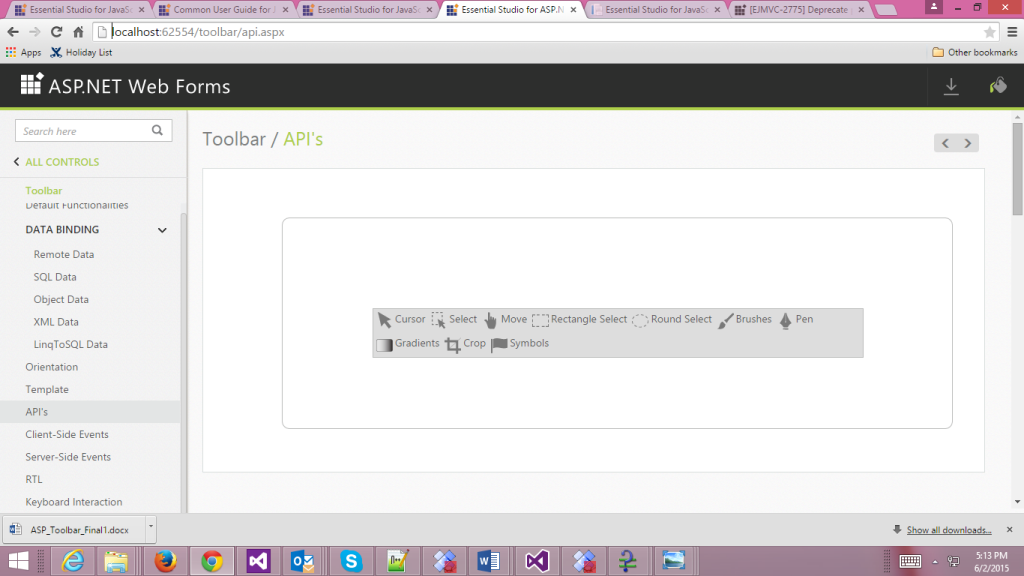 Essential Studio for JavaS
Common User Guide for J
Essential Studio for JavaSc
Essential Studio for ASP.N
Essential Studio for JavaSc
[EJMVC-2775] Deprecate
localhost:62554/toolbar/api.aspx
Apps
Holiday List
Other bookmarks
ASP.NET Web Forms
Search here
Toolbar / API's
ALL CONTROLS
Toolbar
Default Functionalities
DATA BINDING
Remote Data
SQL Data
Object Data
XML Data
LinqToSQL Data
Orientation
Template
API's
Client-Side Events
Server-Side Events
RTL
Keyboard Interaction
Cursor Select Move Rectangle Select Round Select Brushes Pen
Gradients Crop Symbols
ASP_Toolbar_Final1.docx
Show all downloads...
5:13 PM
6/2/2015